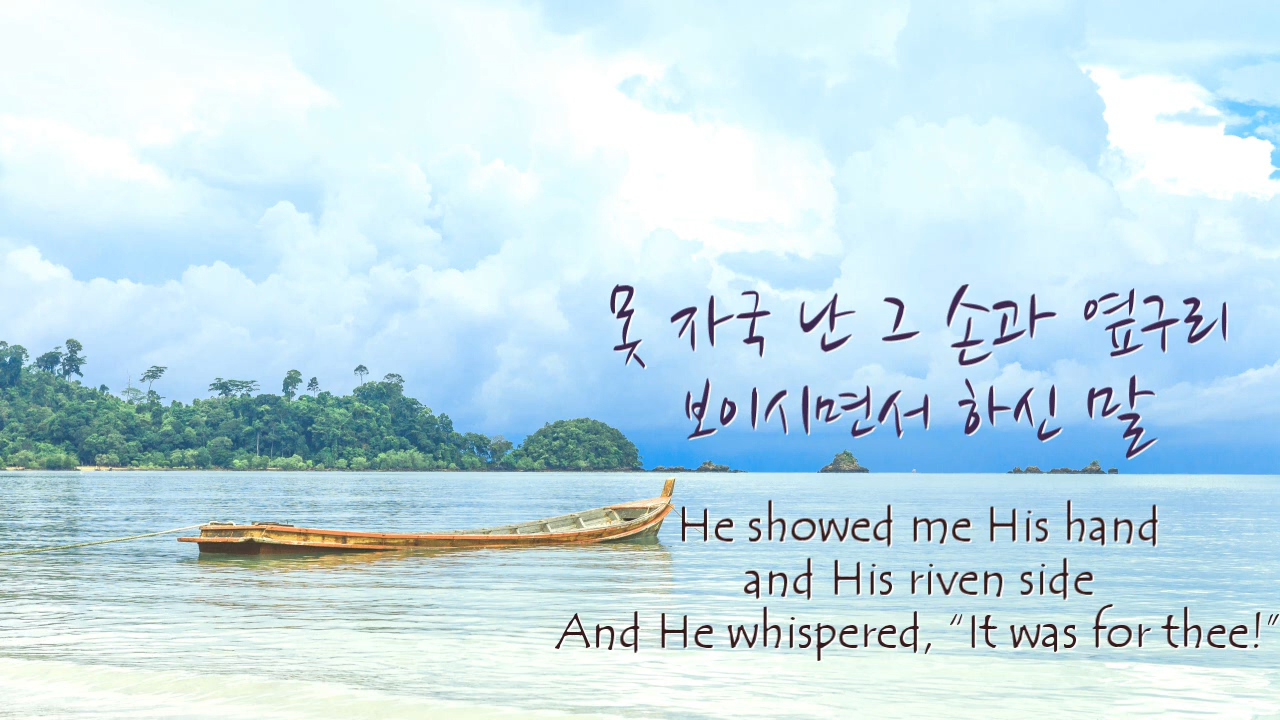 못 자국 난 그 손과 옆구리
보이시면서 하신 말
He showed me His hand
and His riven side
And He whispered, “It was for thee!“